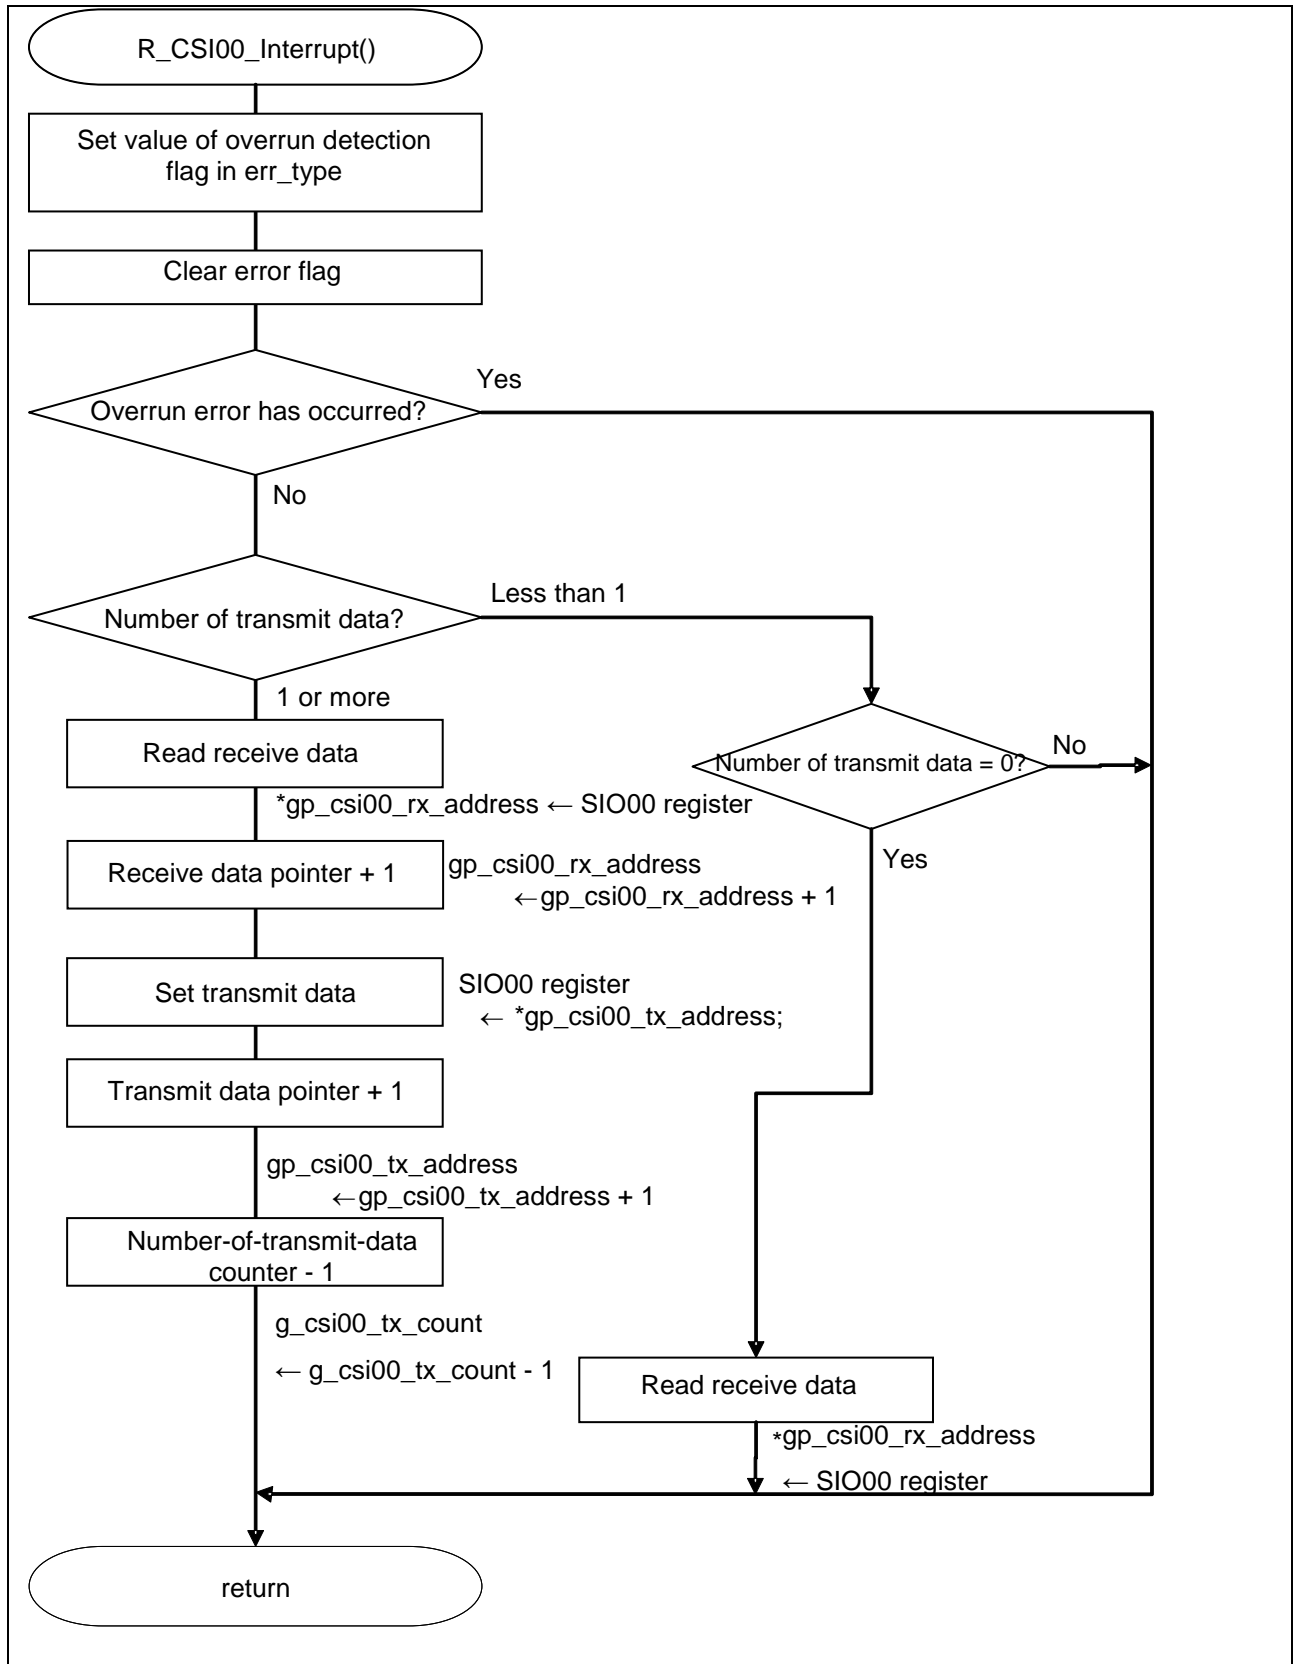 R_CSI00_Interrupt()
Set value of overrun detection
flag in err_type
Clear error flag
Overrun error has occurred?
Yes
No
Number of transmit data?
Less than 1
1 or more
Read receive data
*gp_csi00_rx_address ← SIO00 register
Number of transmit data = 0?
No
Yes
Receive data pointer + 1
gp_csi00_rx_address
←gp_csi00_rx_address + 1
Set transmit data
SIO00 register
← *gp_csi00_tx_address;
Transmit data pointer + 1
gp_csi00_tx_address
←gp_csi00_tx_address + 1
Number-of-transmit-data
counter - 1
g_csi00_tx_count
← g_csi00_tx_count - 1
Read receive data
*gp_csi00_rx_address
← SIO00 register
return